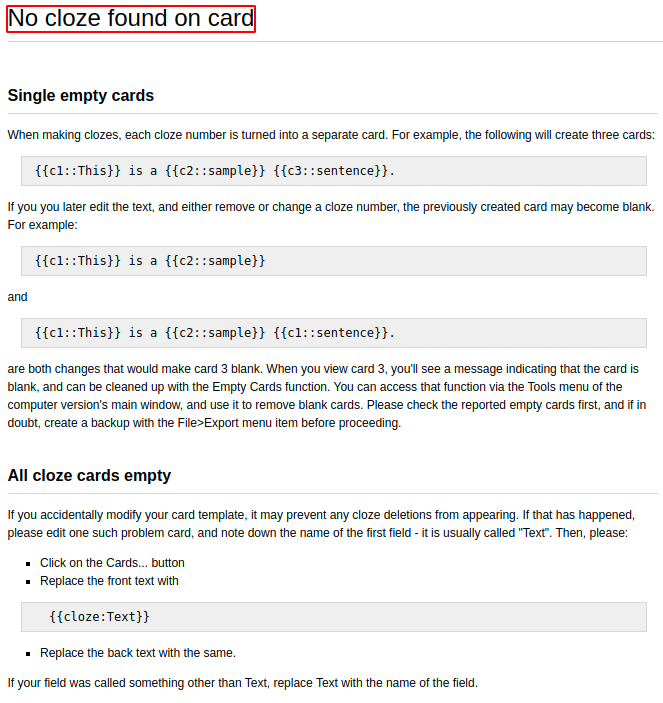 No cloze found on card
Single empty cards
When making clozes, each cloze number is turned into a separate card. For example, the following will create three cards:
{{c1::This}} is a {{c2::sample}} {{c3::sentence}}.
If you you later edit the text, and either remove or change a cloze number, the previously created card may become blank.
For example:
{{c1::This}} is a {{c2::sample}}
and
{{c1::This}} is a {{c2::sample}} {{c1::sentence}}.
are both changes that would make card 3 blank. When you view card 3, you'll see a message indicating that the card is
blank, and can be cleaned up with the Empty Cards function. You can access that function via the Tools menu of the
computer version's main window, and use it to remove blank cards. Please check the reported empty cards first, and if in
doubt, create a backup with the File>Export menu item before proceeding.
All cloze cards empty
If you accidentally modify your card template, it may prevent any cloze deletions from appearing. If that has happened,
please edit one such problem card, and note down the name of the first field - it is usually called "Text". Then, please:
▪ Click on the Cards... button
▪ Replace the front text with
{{cloze:Text}}
▪ Replace the back text with the same.
If your field was called something other than Text, replace Text with the name of the field.